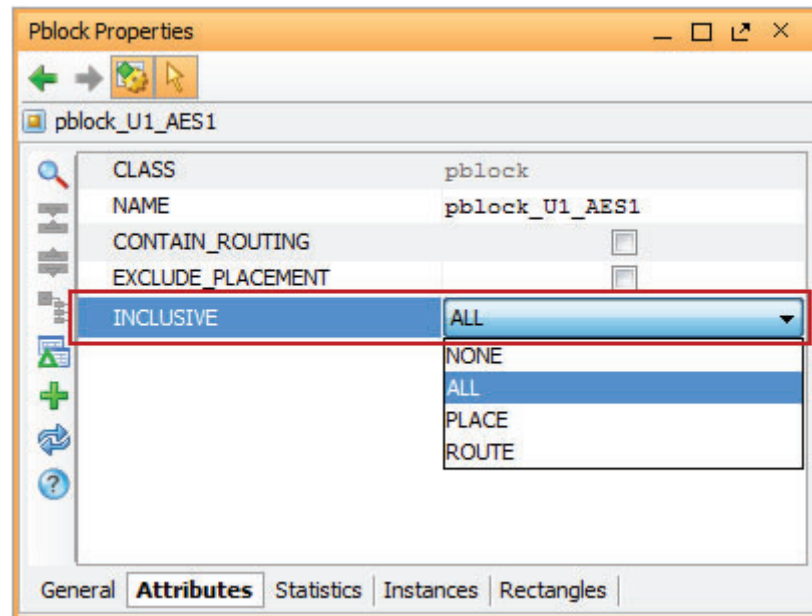 Pblock Properties
pblock_U1_AES1
CLASS pblock
NAME pblock_U1_AES1
CONTAIN_ROUTING
EXCLUDE_PLACEMENT
INCLUSIVE ALL
NONE
ALL
PLACE
ROUTE
General Attributes Statistics Instances Rectangles